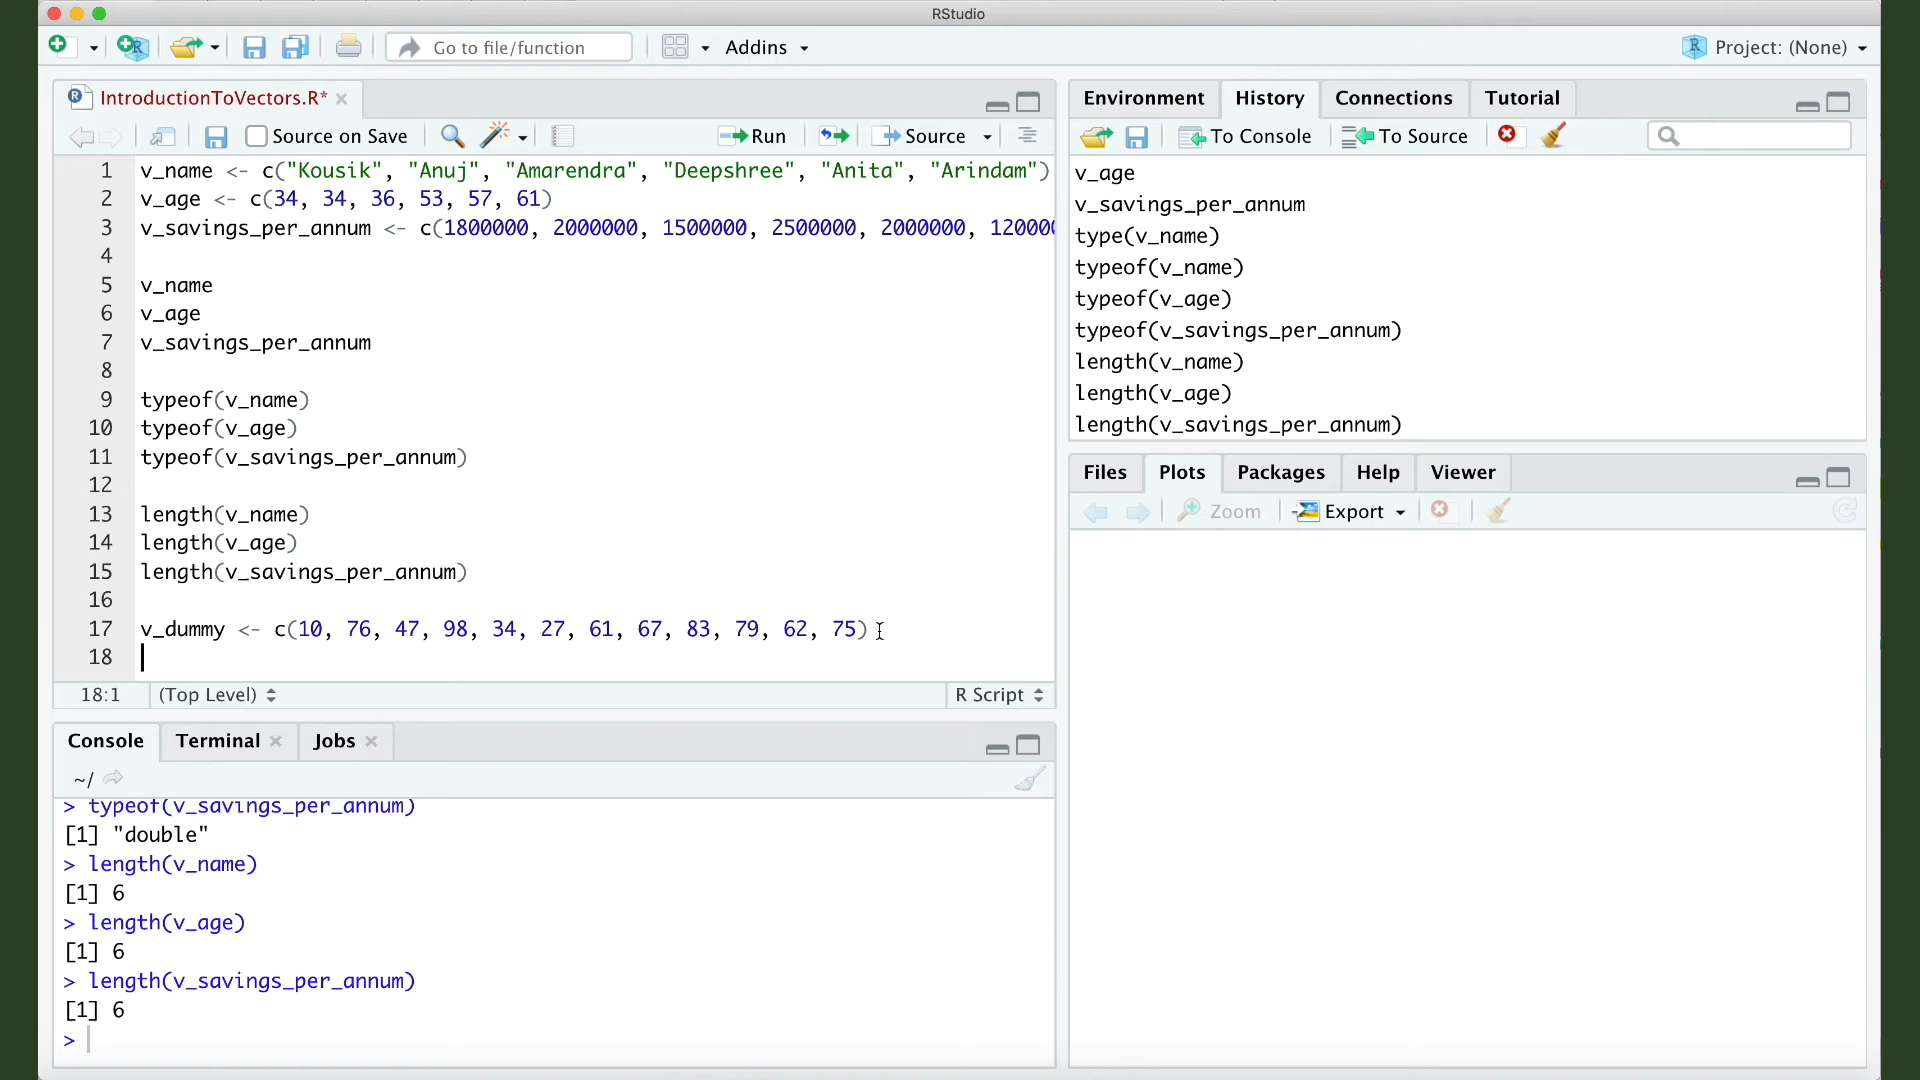 RStudio
Go to file/function
Addins
Project: (None)
IntroductionToVectors.R*
Source on Save
Run
Source
1 v_name <- c("Kousik", "Anuj", "Amarendra", "Deepshree", "Anita", "Arindam")
2 v_age <- c(34, 34, 36, 53, 57, 61)
3 v_savings_per_annum <- c(1800000, 2000000, 1500000, 2500000, 2000000, 120000
4
5 v_name
6 v_age
7 v_savings_per_annum
8
9 typeof(v_name)
10 typeof(v_age)
11 typeof(v_savings_per_annum)
12
13 length(v_name)
14 length(v_age)
15 length(v_savings_per_annum)
16
17 v_dummy <- c(10, 76, 47, 98, 34, 27, 61, 67, 83, 79, 62, 75)
18
18:1 (Top Level) R Script
Console Terminal Jobs
~/
> typeof(v_savings_per_annum)
[1] "double"
> length(v_name)
[1] 6
> length(v_age)
[1] 6
> length(v_savings_per_annum)
[1] 6
>
Environment History Connections Tutorial
To Console To Source
v_age
v_savings_per_annum
type(v_name)
typeof(v_name)
typeof(v_age)
typeof(v_savings_per_annum)
length(v_name)
length(v_age)
length(v_savings_per_annum)
Files Plots Packages Help Viewer
Zoom Export